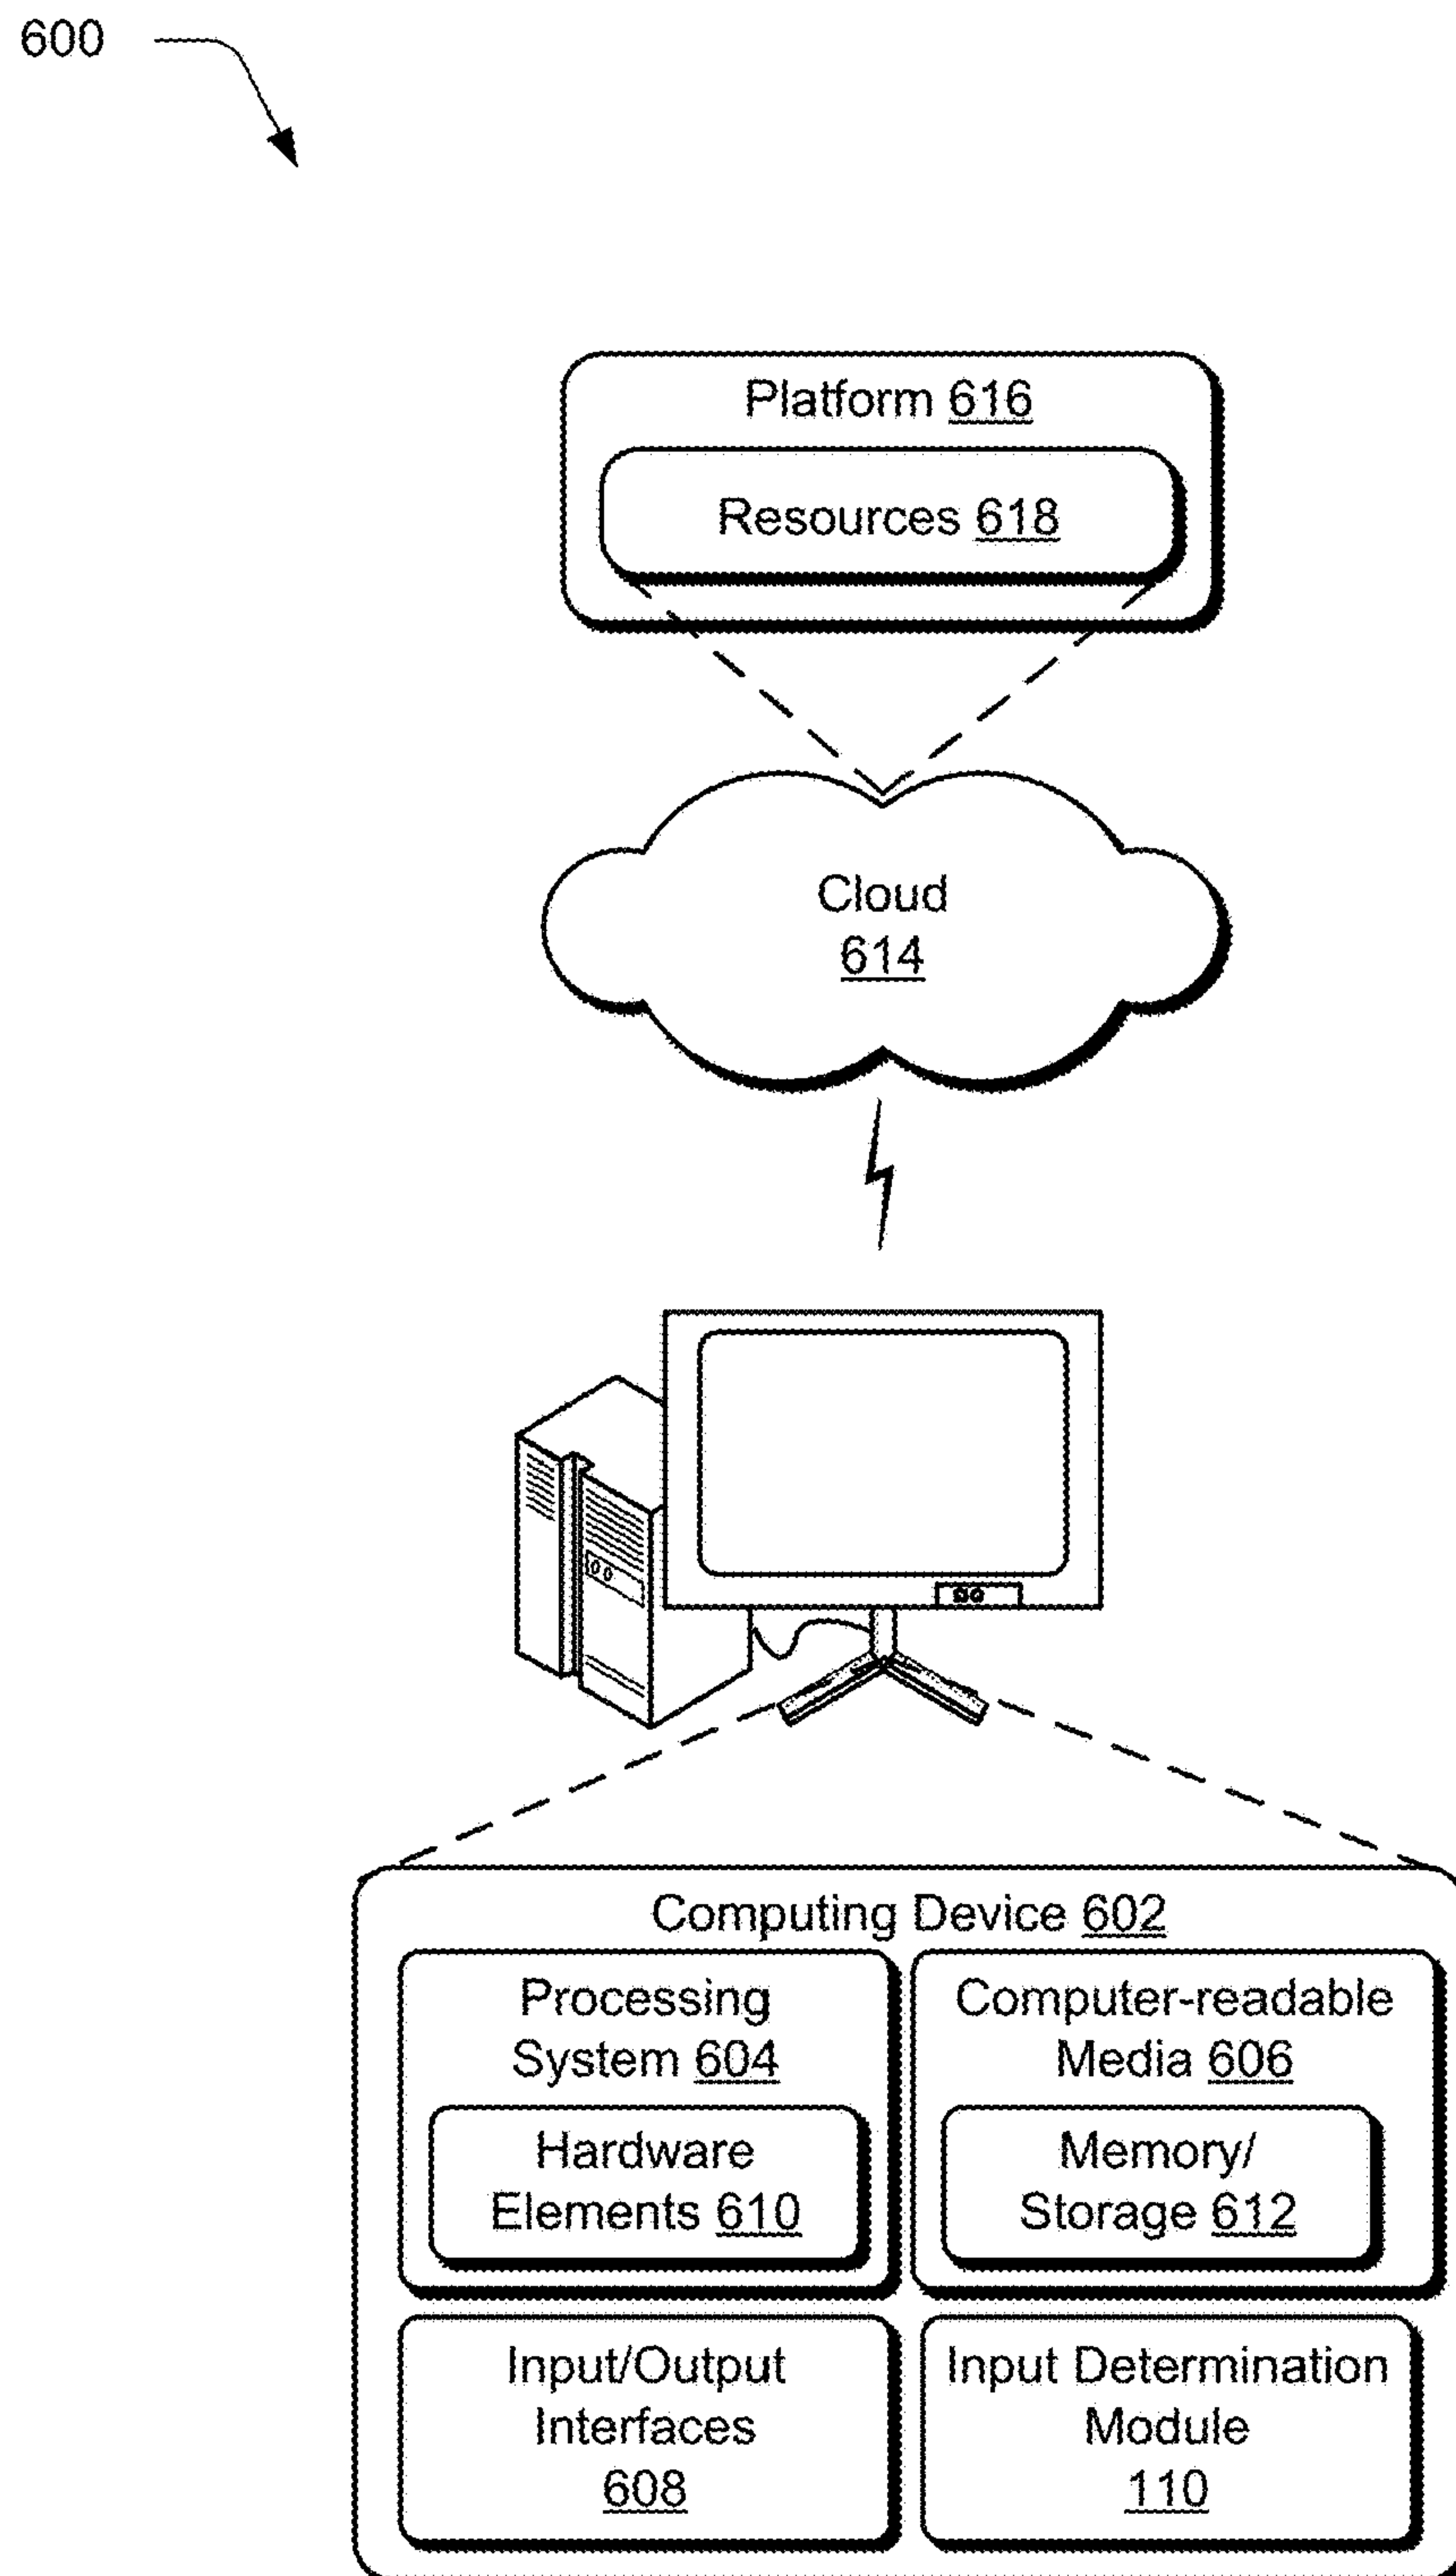 600
Platform 616
Resources 618
Cloud
614
Computing Device 602
Processing
System 604
Hardware
Elements 610
Computer-readable
Media 606
Memory/
Storage 612
Input/Output
Interfaces
608
Input Determination
Module
110